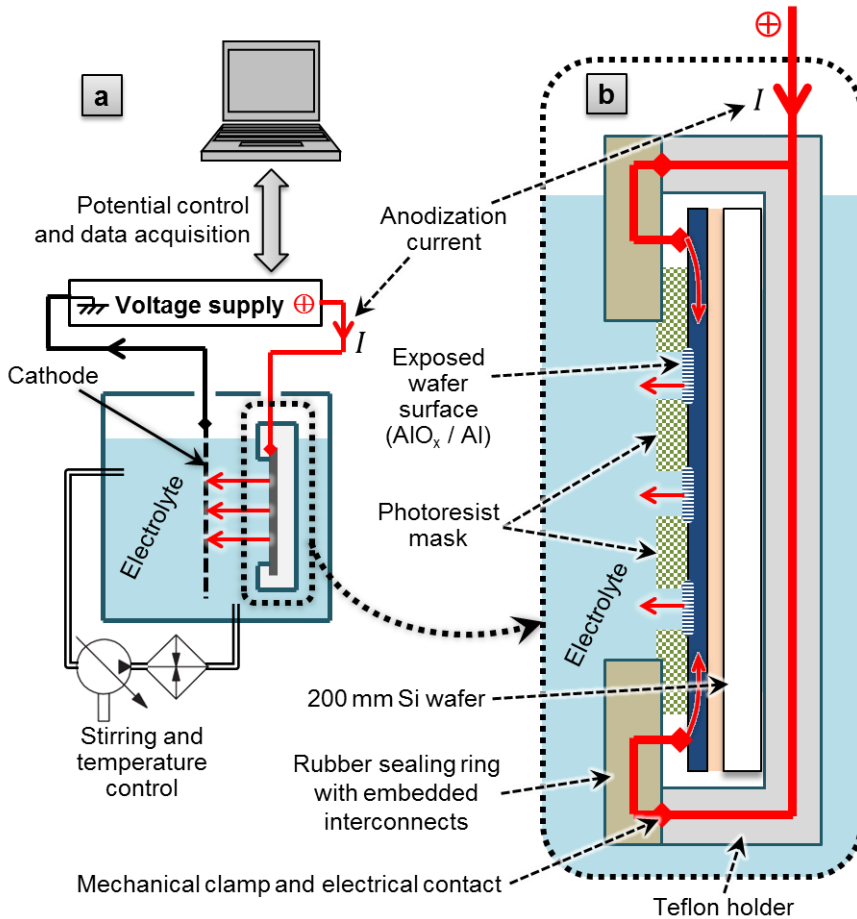 a
b
I
Potential control
and data acquisition
Anodization
current
Voltage supply
I
Cathode
Exposed
wafer
surface
(AlOx / Al)
Electrolyte
Photoresist
mask
Electrolyte
200 mm Si wafer
Stirring and
temperature
control
Rubber sealing ring
with embedded
interconnects
Mechanical clamp and electrical contact
Teflon holder